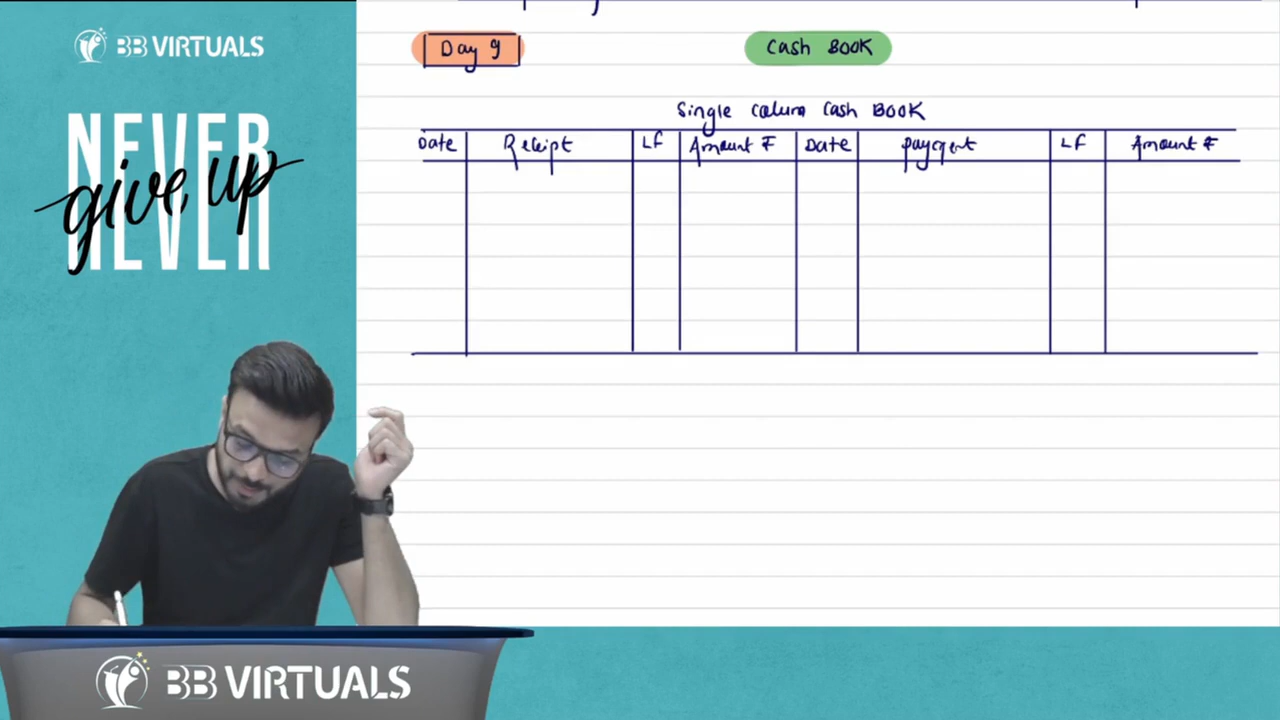 BB VIRTUALS
NEVER
give up
NEVER
Day 9
Cash BOOK
Single Column Cash BOOK
Date Receipt LF Amount ₹ Date Payment LF Amount ₹
BB VIRTUALS